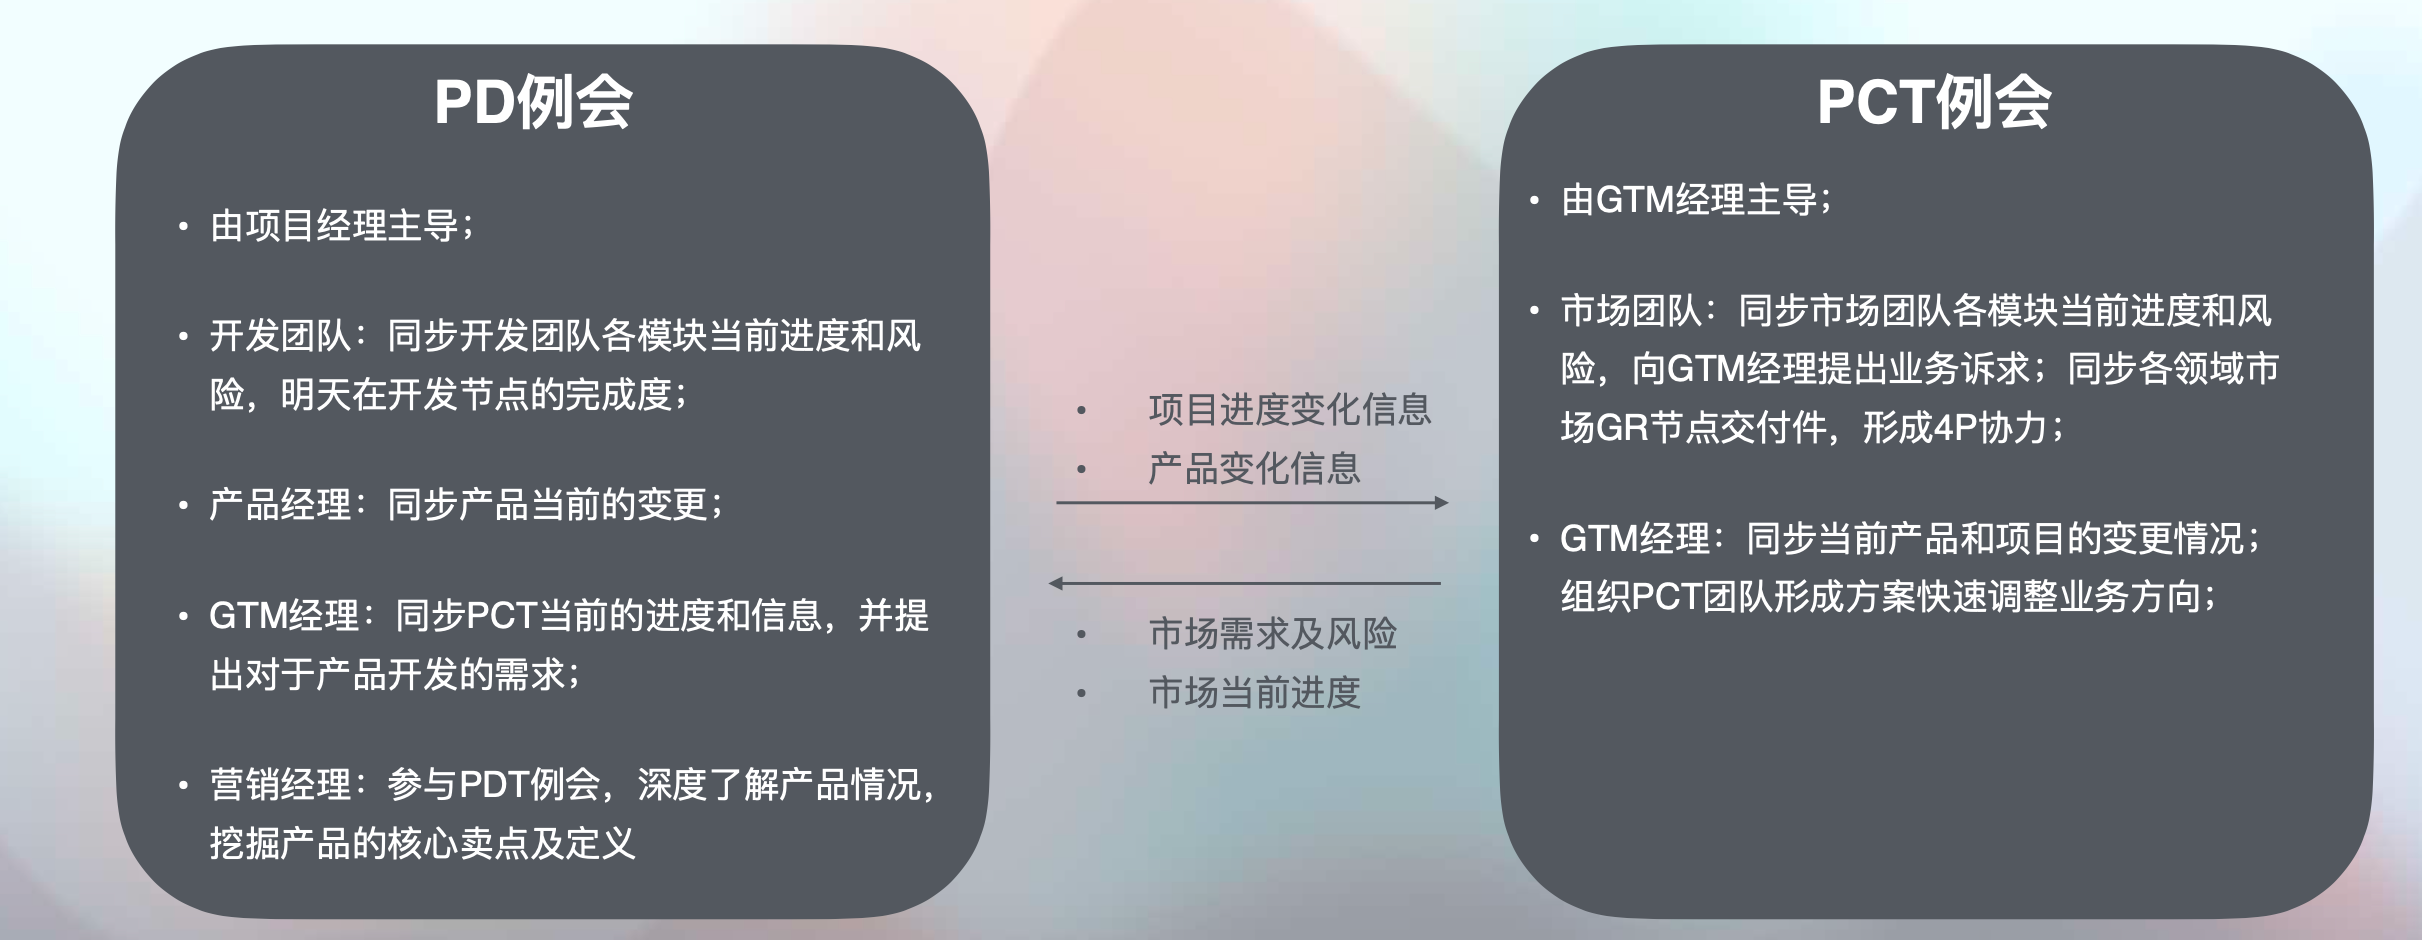 PD例会
• 由项目经理主导；
• 开发团队：同步开发团队各模块当前进度和风
险，明天在开发节点的完成度；
• 产品经理：同步产品当前的变更；
• GTM经理：同步PCT当前的进度和信息，并提
出对于产品开发的需求；
• 营销经理：参与PDT例会，深度了解产品情况，
挖掘产品的核心卖点及定义
• 项目进度变化信息
• 产品变化信息
• 市场需求及风险
• 市场当前进度
PCT例会
• 由GTM经理主导；
• 市场团队：同步市场团队各模块当前进度和风
险，向GTM经理提出业务诉求；同步各领域市
场GR节点交付件，形成4P协力；
• GTM经理：同步当前产品和项目的变更情况；
组织PCT团队形成方案快速调整业务方向；